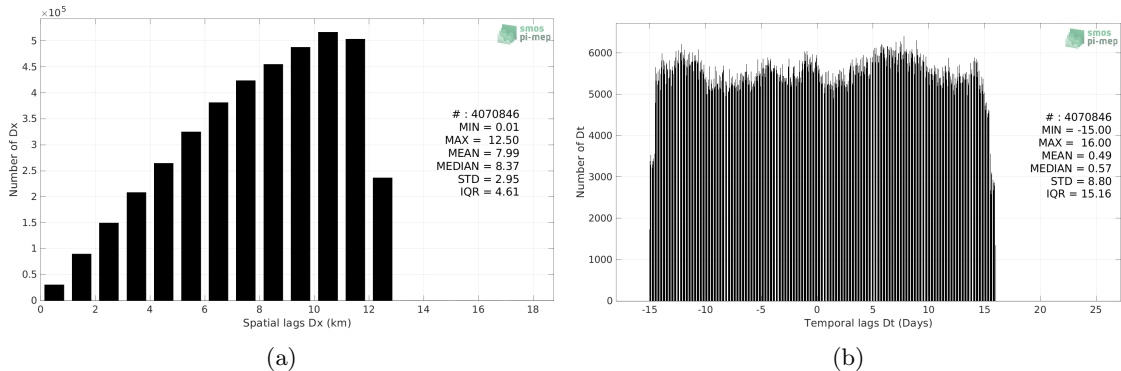 ×10⁵
5
4.5
4
3.5
3
2.5
2
1.5
1
0.5
0
Number of Dx
0 2 4 6 8 10 12 14 16 18
Spatial lags Dx (km)
smos
pi-mep
# : 4070846
MIN = 0.01
MAX = 12.50
MEAN = 7.99
MEDIAN = 8.37
STD = 2.95
IQR = 4.61
(a)
6000
5000
4000
3000
2000
1000
0
Number of Dt
-15 -10 -5 0 5 10 15 20 25
Temporal lags Dt (Days)
smos
pi-mep
# : 4070846
MIN = -15.00
MAX = 16.00
MEAN = 0.49
MEDIAN = 0.57
STD = 8.80
IQR = 15.16
(b)